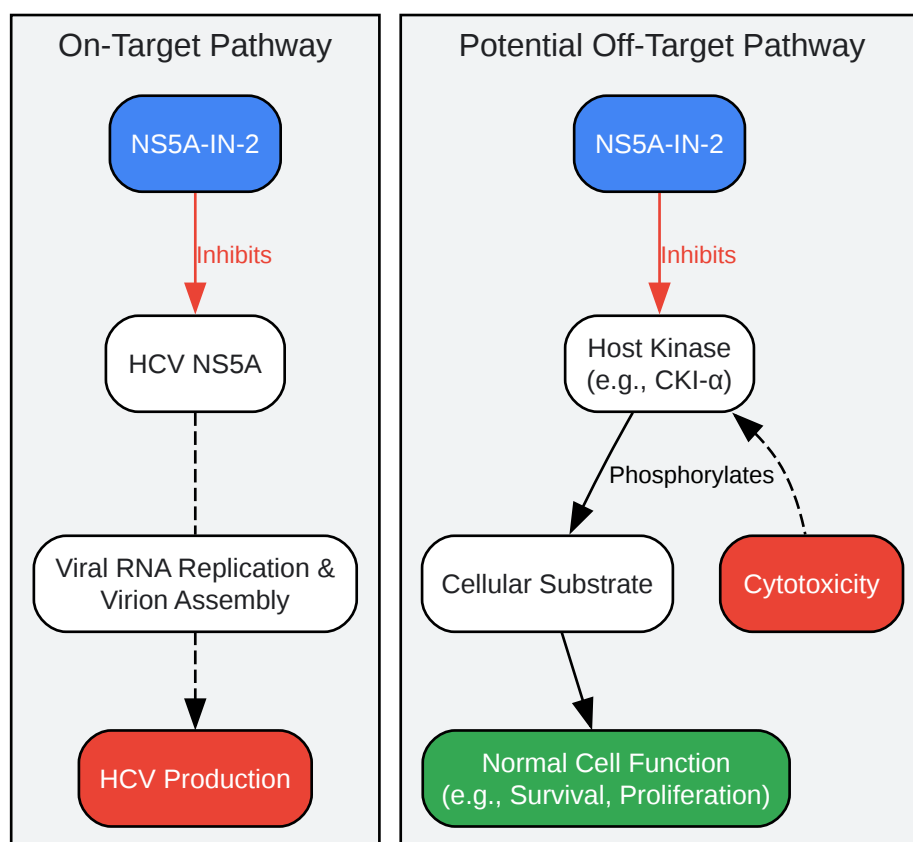 On-Target Pathway
NS5A-IN-2
Inhibits
HCV NS5A
Viral RNA Replication &
Virion Assembly
HCV Production
Potential Off-Target Pathway
NS5A-IN-2
Inhibits
Host Kinase
(e.g., CKI-α)
Phosphorylates
Cellular Substrate
Cytotoxicity
Normal Cell Function
(e.g., Survival, Proliferation)